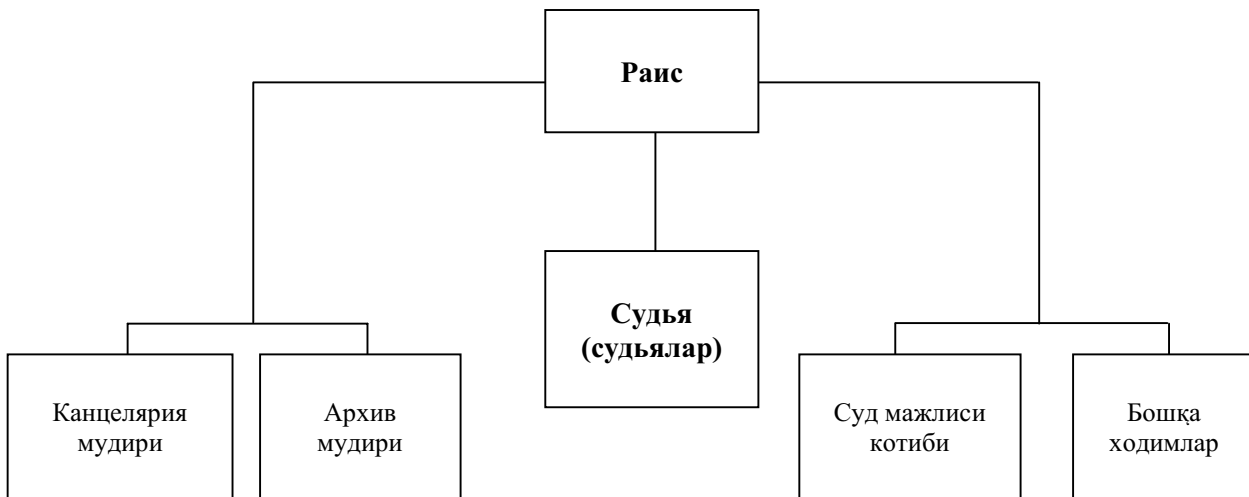 Раис
Судья
(судьялар)
Канцелярия
мудири
Архив
мудири
Суд мажлиси
котиби
Бошқа
ходимлар